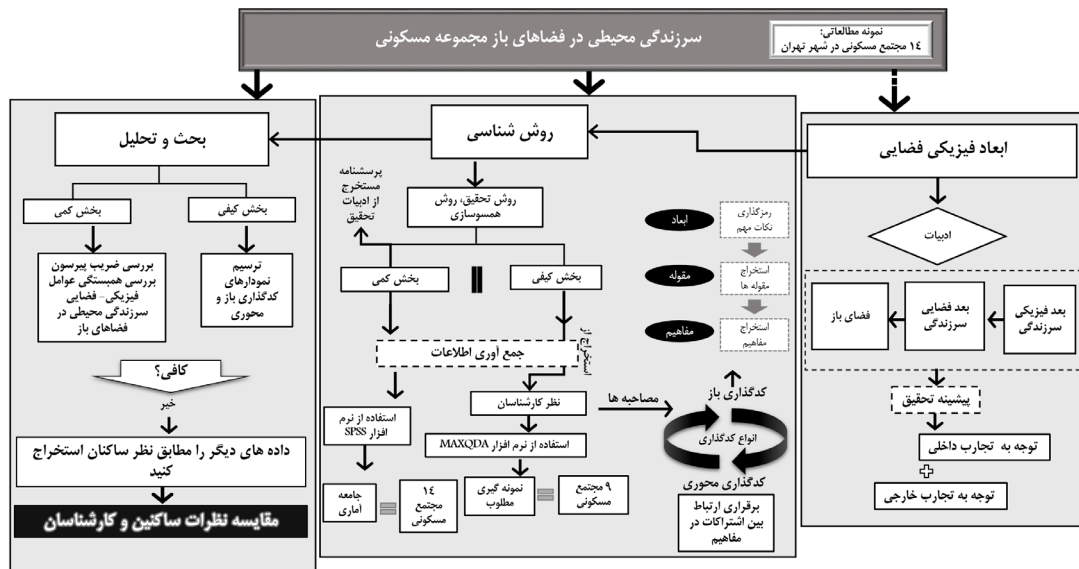 سرزندگی محیطی در فضاهای باز مجموعه مسکونی
نمونه مطالعاتی:
١٤ مجتمع مسکونی در شهر تهران
ابعاد فیزیکی فضایی
ادبیات
بعد فیزیکی
سرزندگی
بعد فضایی
سرزندگی
فضای باز
پیشینه تحقیق
توجه به تجارب داخلی
توجه به تجارب خارجی
روش شناسی
روش تحقیق، روش
همسوسازی
پرسشنامه
مستخرج
از ادبیات
تحقیق
بخش کیفی
بخش کمی
جمع آوری اطلاعات
استخراج از
نظر کارشناسان
مصاحبه ها
استفاده از نرم
افزار SPSS
استفاده از نرم افزار MAXQDA
جامعه
آماری
=
١٤
مجتمع
مسکونی
نمونه گیری
مطلوب
=
٩ مجتمع
مسکونی
ابعاد
رمزگذاری
نکات مهم
مقوله
استخراج
مقوله ها
مفاهیم
استخراج
مفاهیم
کدگذاری باز
انواع کدگذاری
کدگذاری محوری
برقراری ارتباط
بین اشتراکات در
مفاهیم
بحث و تحلیل
بخش کیفی
بخش کمی
ترسیم
نمودارهای
کدگذاری باز و
محوری
بررسی ضریب پیرسون
بررسی همبستگی عوامل
فیزیکی- فضایی
سرزندگی محیطی در
فضاهای باز
کافی؟
خیر
داده های دیگر را مطابق نظر ساکنان استخراج
کنید
مقایسه نظرات ساکنین و کارشناسان